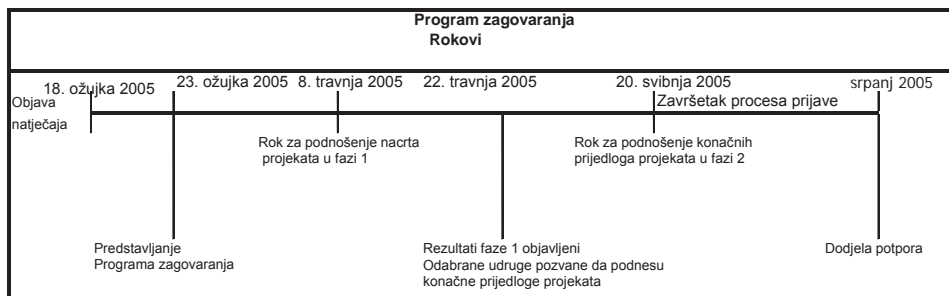 Program zagovaranja
Rokovi
18. ožujka 2005
23. ožujka 2005
8. travnja 2005
22. travnja 2005
20. svibnja 2005
srpanj 2005
Objava
natječaja
Završetak procesa prijave
Rok za podnošenje nacrta
projekata u fazi 1
Rok za podnošenje konačnih
prijedloga projekata u fazi 2
Predstavljanje
Programa zagovaranja
Rezultati faze 1 objavljeni
Odabrane udruge pozvane da podnesu
konačne prijedloge projekata
Dodjela potpora